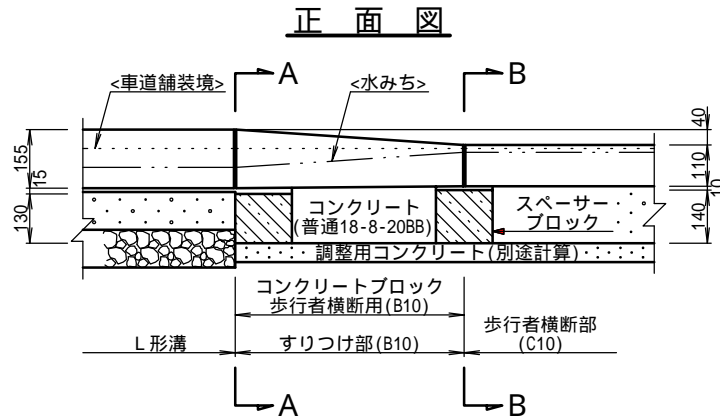 正面図
A
B
<車道舗装境>
<水みち>
155
15
130
40
110
10
140
コンクリート
(普通18-8-20BB)
スペーサー
ブロック
調整用コンクリート(別途計算)
コンクリートブロック
歩行者横断用(B10)
L形溝
すりつけ部(B10)
歩行者横断部
(C10)
A
B